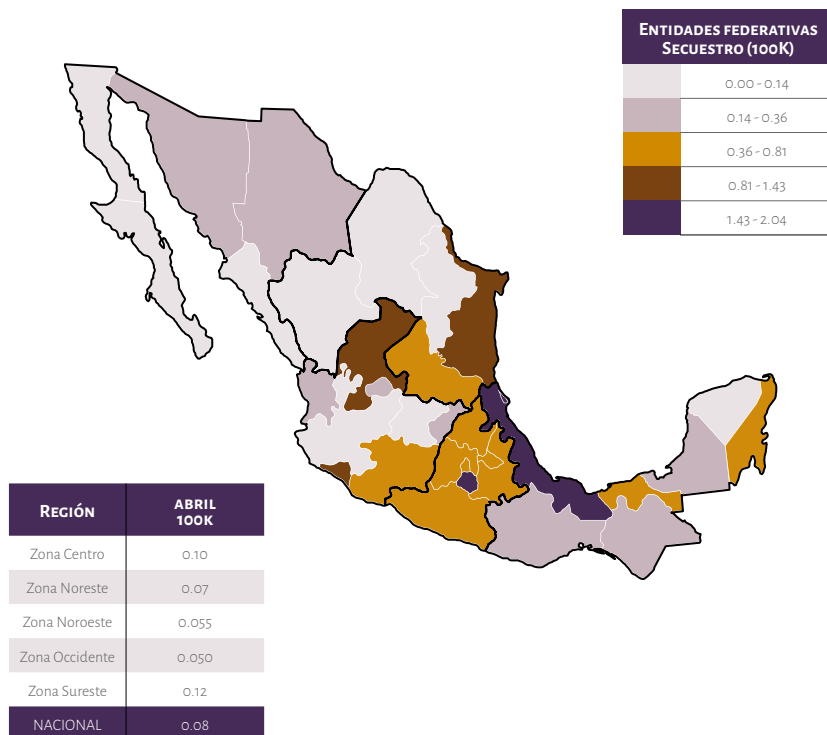 Entidades federativas
Secuestro (100K)
0.00 - 0.14
0.14 - 0.36
0.36 - 0.81
0.81 - 1.43
1.43 - 2.04
Región
ABRIL
100K
Zona Centro 0.10
Zona Noreste 0.07
Zona Noroeste 0.055
Zona Occidente 0.050
Zona Sureste 0.12
NACIONAL 0.08